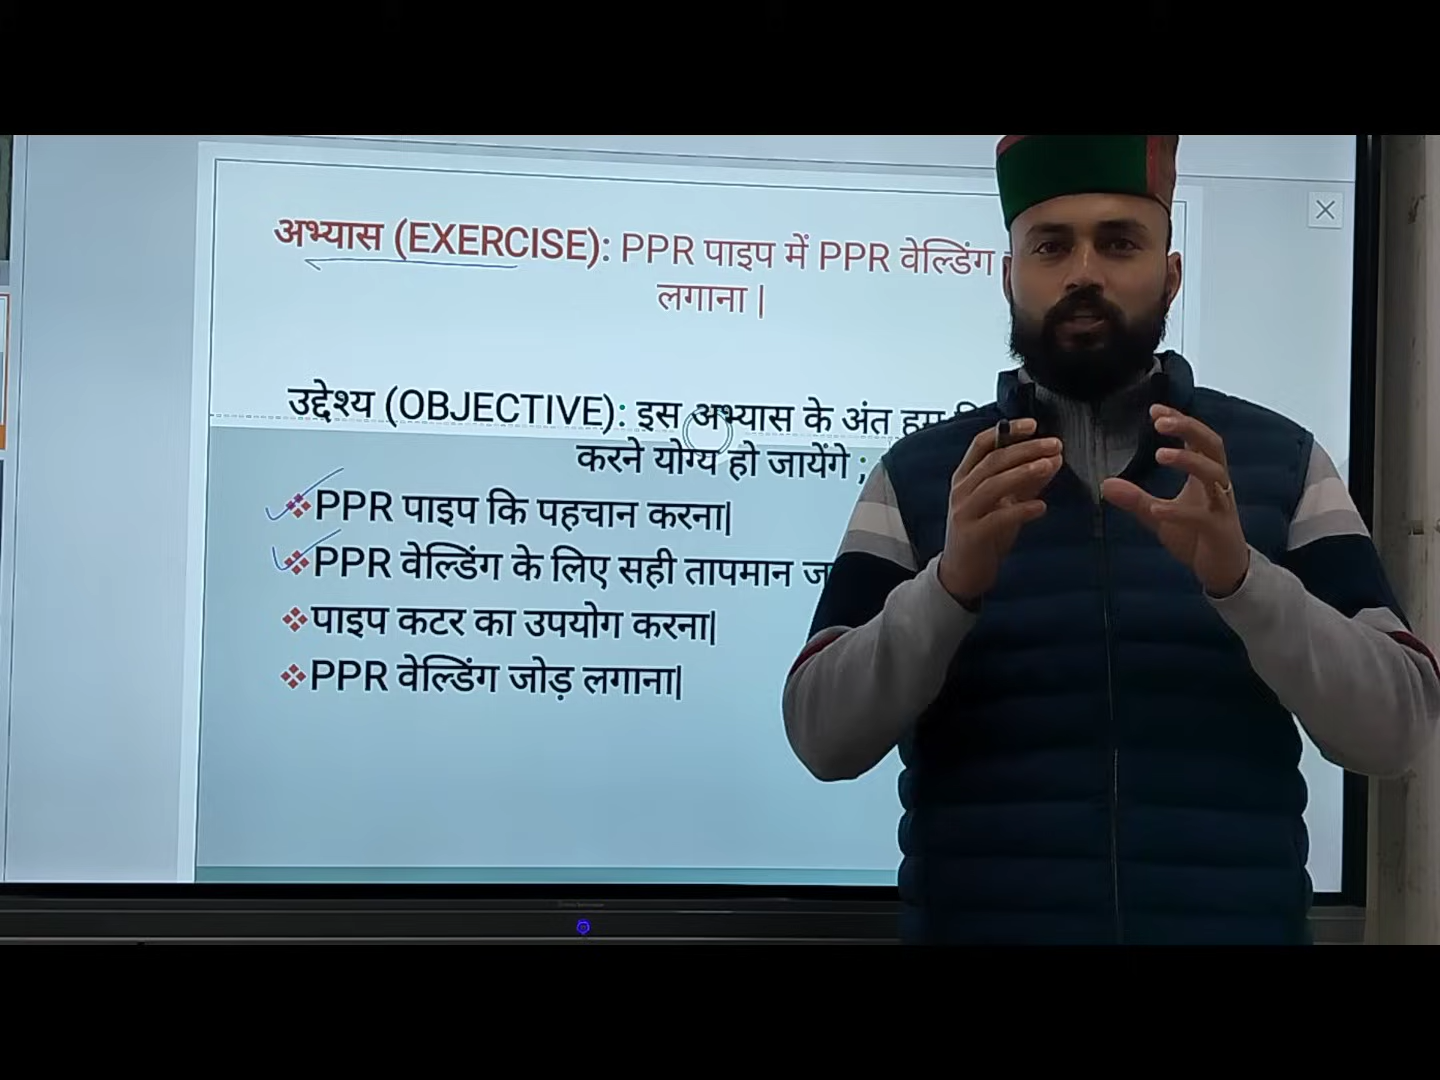 अभ्यास (EXERCISE): PPR पाइप में PPR वेल्डिंग
लगाना |
उद्देश्य (OBJECTIVE): इस अभ्यास के अंत हम
करने योग्य हो जायेंगे ;
PPR पाइप कि पहचान करना|
PPR वेल्डिंग के लिए सही तापमान
पाइप कटर का उपयोग करना|
PPR वेल्डिंग जोड़ लगाना|